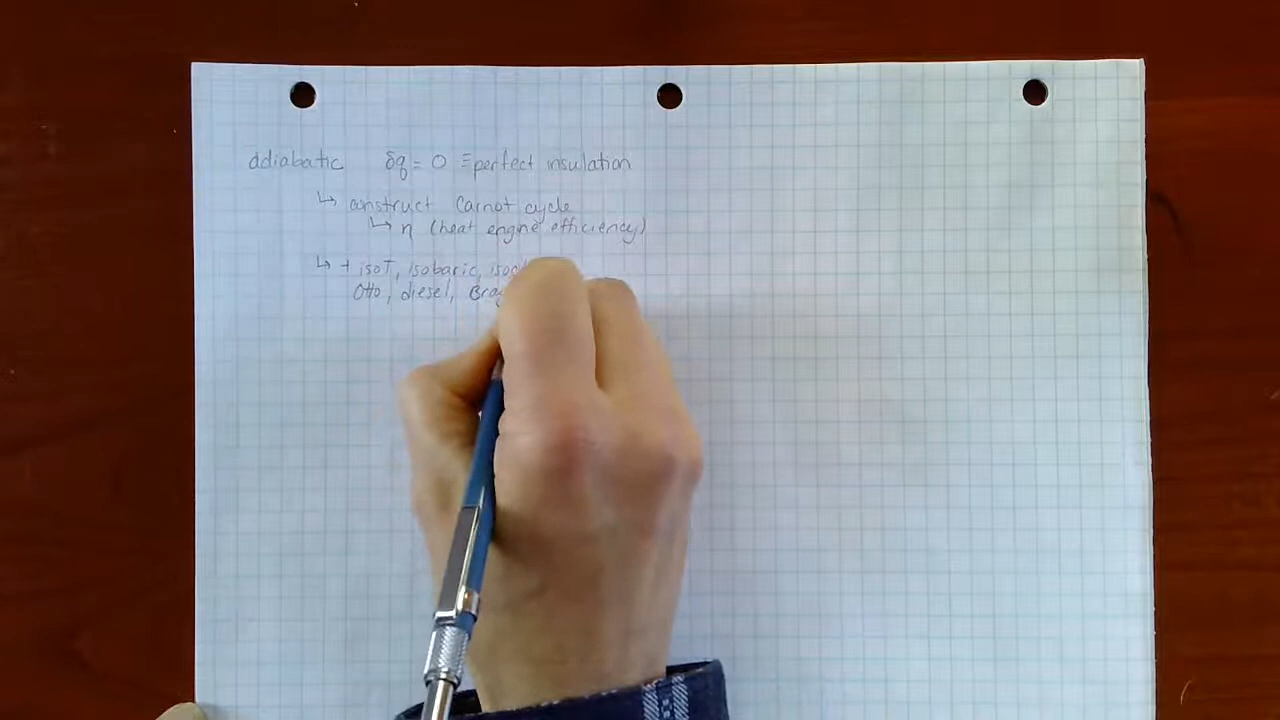 adiabatic δq = 0 ≡ perfect insulation
↳ construct Carnot cycle
↳ η (heat engine efficiency)
↳ + isoT, isobaric,
Otto, diesel,